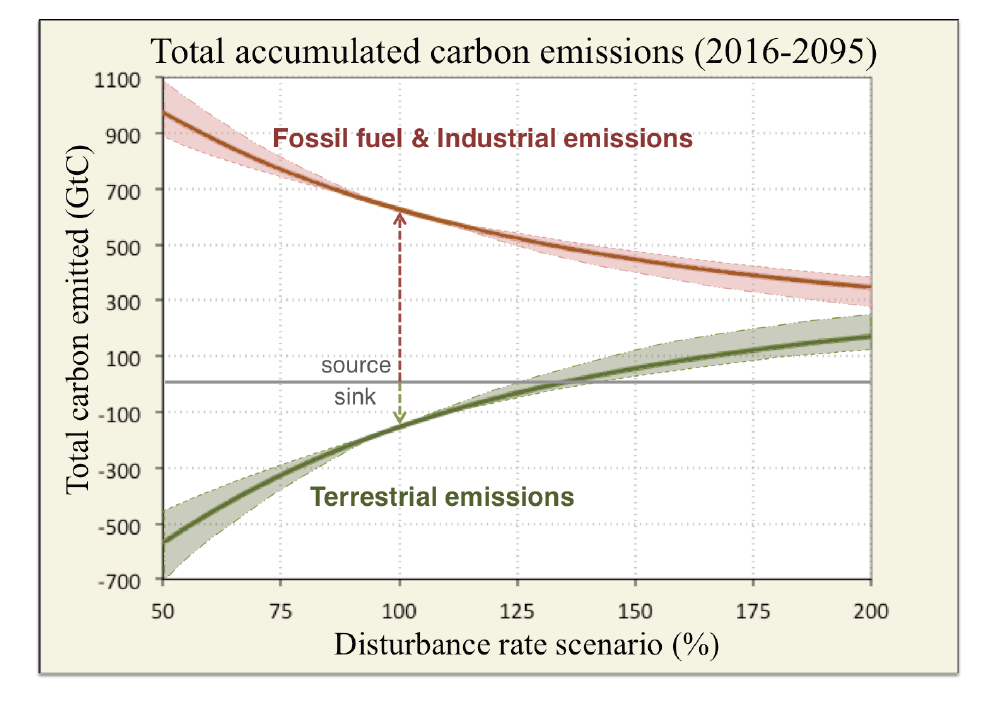 Total accumulated carbon emissions (2016-2095)
1100
900
700
500
300
100
-100
-300
-500
-700
Total carbon emitted (GtC)
Fossil fuel & Industrial emissions
source
sink
Terrestrial emissions
50 75 100 125 150 175 200
Disturbance rate scenario (%)